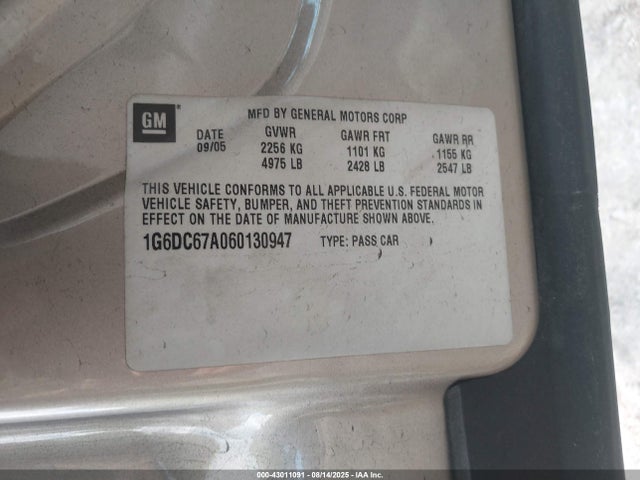 GM
MFD BY GENERAL MOTORS CORP
DATE GVWR GAWR FRT GAWR RR
09/05 2256 KG 1101 KG 1155 KG
4975 LB 2428 LB 2547 LB
THIS VEHICLE CONFORMS TO ALL APPLICABLE U.S. FEDERAL MOTOR
VEHICLE SAFETY, BUMPER, AND THEFT PREVENTION STANDARDS IN
EFFECT ON THE DATE OF MANUFACTURE SHOWN ABOVE.
1G6DC67A060130947 TYPE: PASS CAR
000-43011091 - 08/14/2025 - IAA Inc.